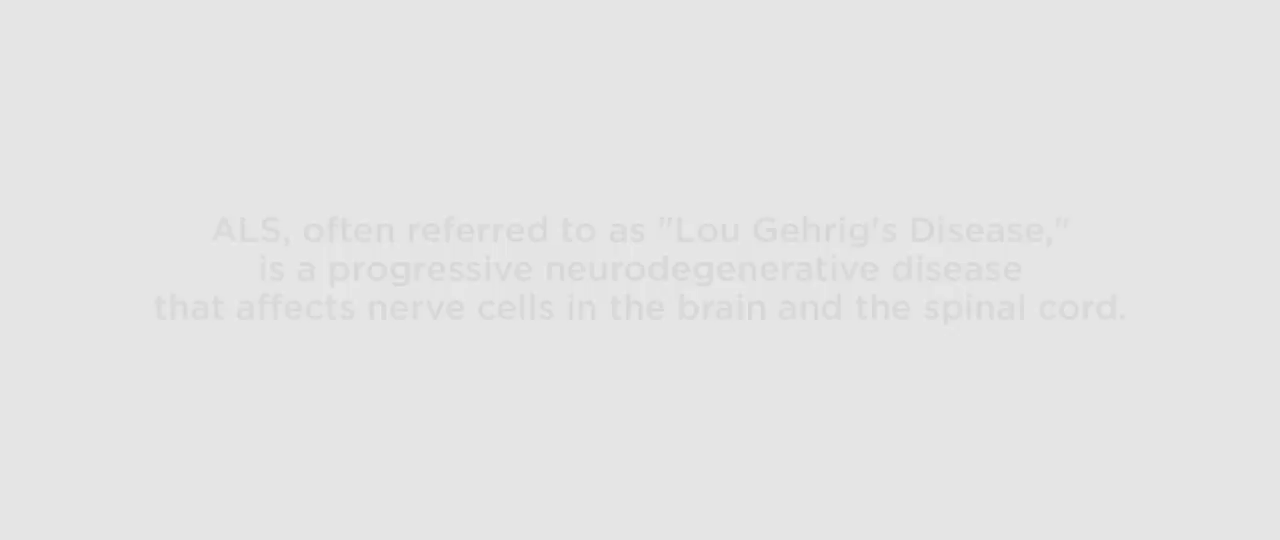 ALS, often referred to as "Lou Gehrig's Disease,"
is a progressive neurodegenerative disease
that affects nerve cells in the brain and the spinal cord.